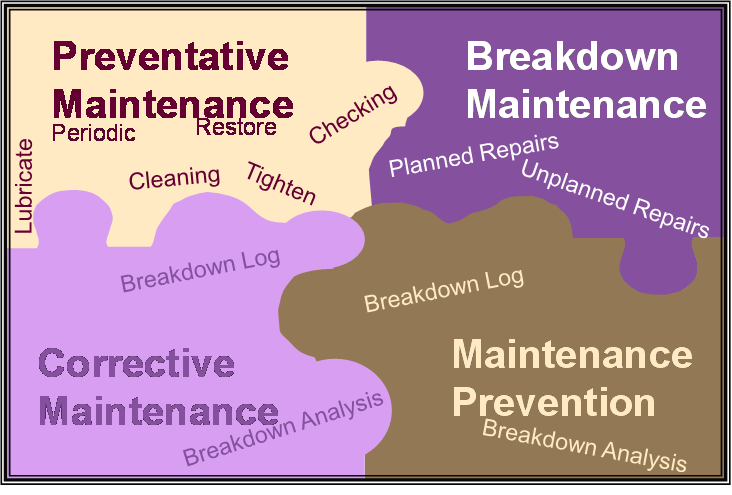 Preventative
Maintenance
Periodic
Restore
Checking
Lubricate
Cleaning
Tighten
Breakdown
Maintenance
Planned Repairs
Unplanned Repairs
Breakdown Log
Corrective
Maintenance
Breakdown Analysis
Breakdown Log
Maintenance
Prevention
Breakdown Analysis